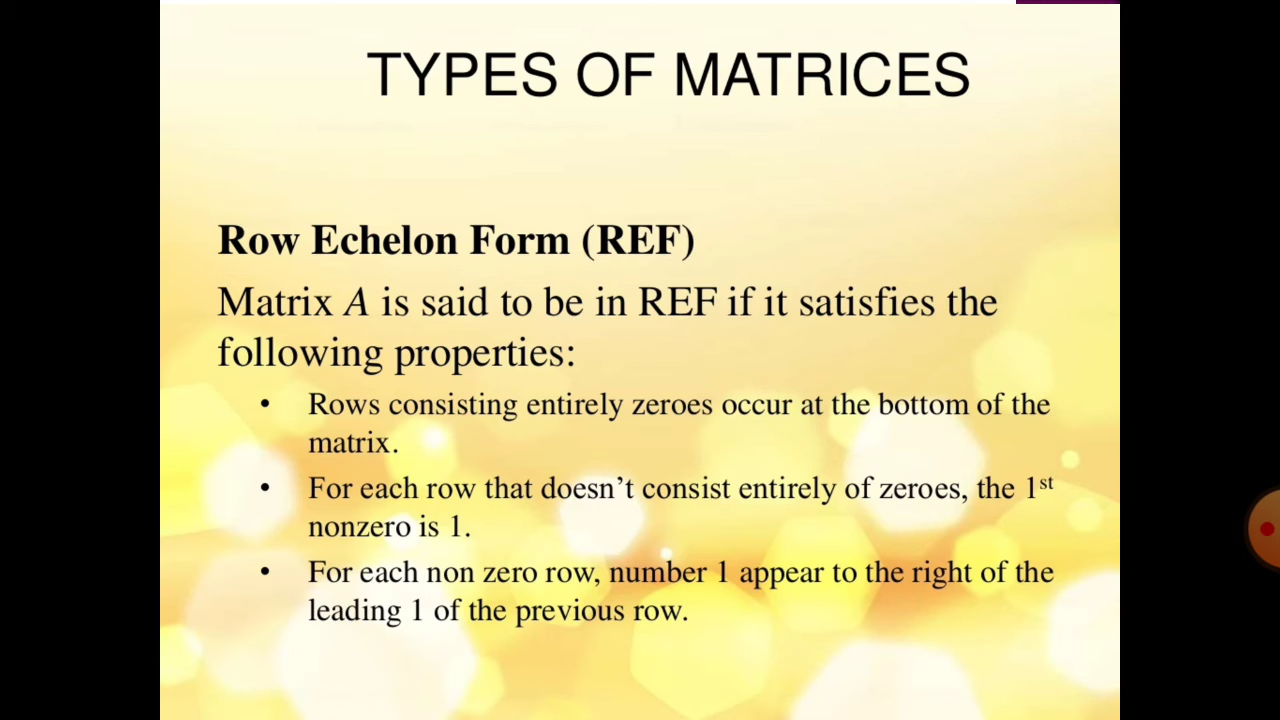 TYPES OF MATRICES
Row Echelon Form (REF)
Matrix A is said to be in REF if it satisfies the
following properties:
• Rows consisting entirely zeroes occur at the bottom of the
matrix.
• For each row that doesn’t consist entirely of zeroes, the 1st
nonzero is 1.
• For each non zero row, number 1 appear to the right of the
leading 1 of the previous row.